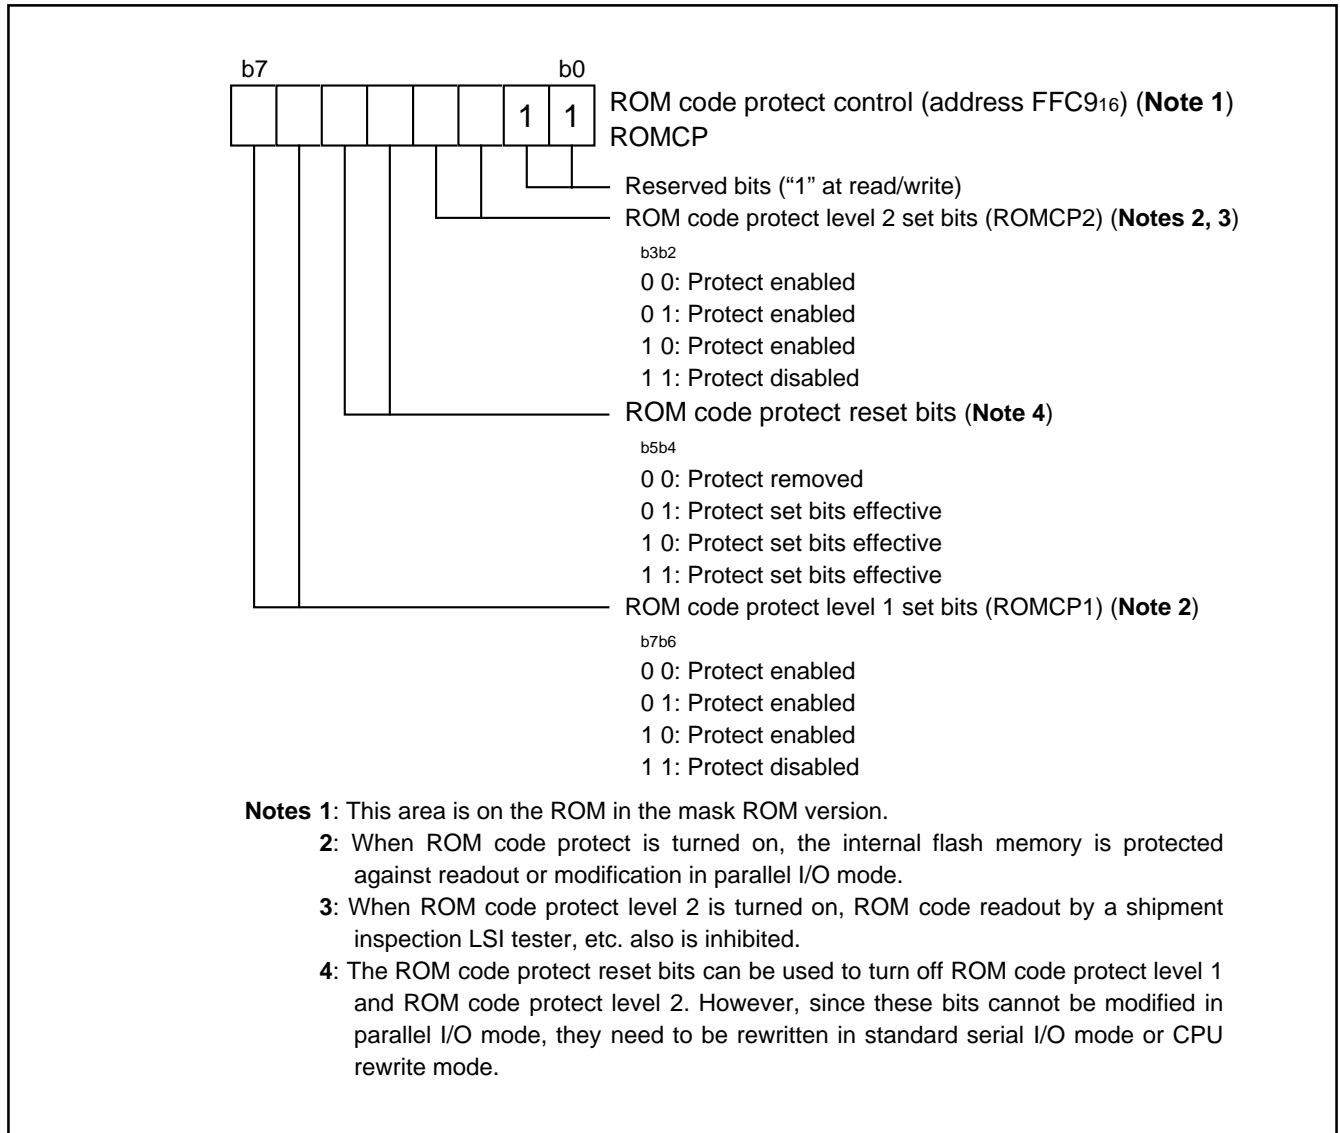 b7 b0
1 1
ROM code protect control (address FFC9₁₆) (Note 1)
ROMCP
Reserved bits (“1” at read/write)
ROM code protect level 2 set bits (ROMCP2) (Notes 2, 3)
b3b2
0 0: Protect enabled
0 1: Protect enabled
1 0: Protect enabled
1 1: Protect disabled
ROM code protect reset bits (Note 4)
b5b4
0 0: Protect removed
0 1: Protect set bits effective
1 0: Protect set bits effective
1 1: Protect set bits effective
ROM code protect level 1 set bits (ROMCP1) (Note 2)
b7b6
0 0: Protect enabled
0 1: Protect enabled
1 0: Protect enabled
1 1: Protect disabled
Notes 1: This area is on the ROM in the mask ROM version.
2: When ROM code protect is turned on, the internal flash memory is protected
against readout or modification in parallel I/O mode.
3: When ROM code protect level 2 is turned on, ROM code readout by a shipment
inspection LSI tester, etc. also is inhibited.
4: The ROM code protect reset bits can be used to turn off ROM code protect level 1
and ROM code protect level 2. However, since these bits cannot be modified in
parallel I/O mode, they need to be rewritten in standard serial I/O mode or CPU
rewrite mode.